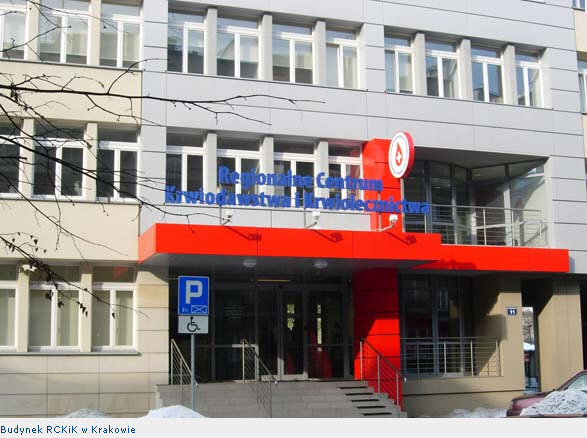 Regionalne Centrum
Krwiodawstwa i Krwiolecznictwa
P
11
Budynek RCKiK w Krakowie